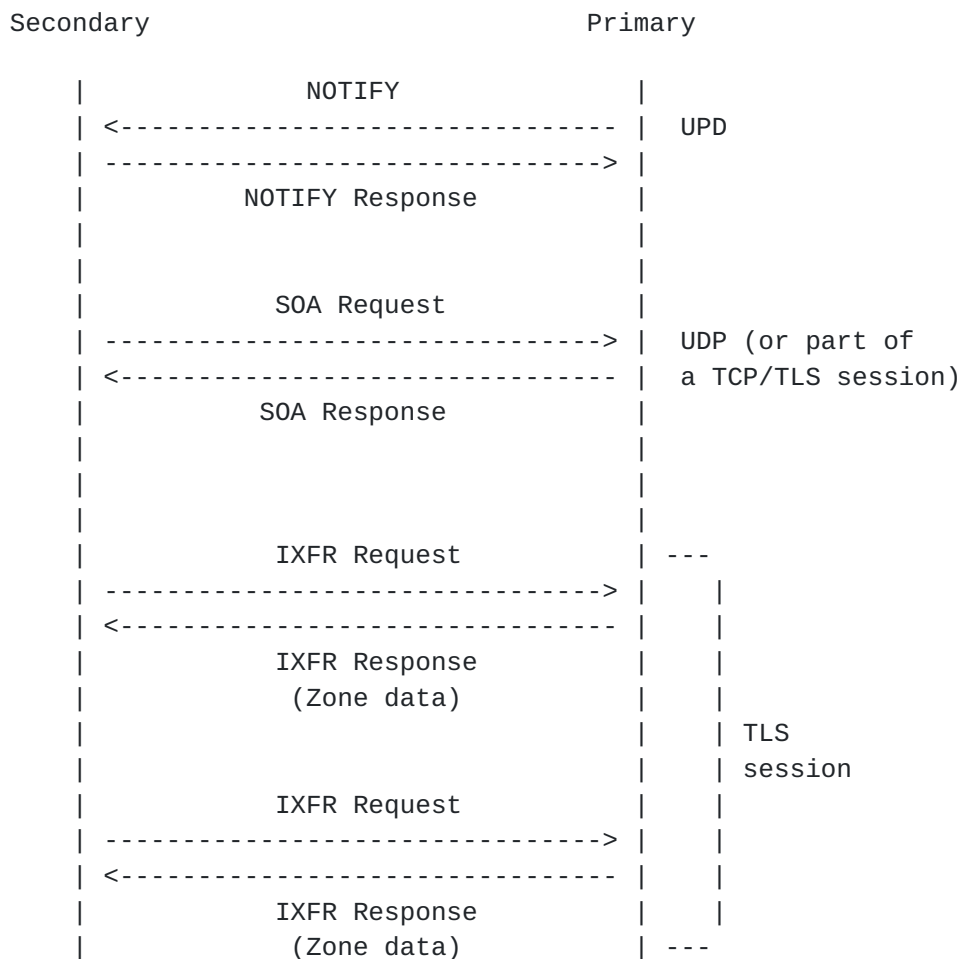 Secondary Primary
| NOTIFY |
| <-------------------------------- | UPD
| --------------------------------> |
| NOTIFY Response |
| |
| |
| SOA Request |
| --------------------------------> | UDP (or part of
| <-------------------------------- | a TCP/TLS session)
| SOA Response |
| |
| |
| |
| IXFR Request | ---
| --------------------------------> | |
| <-------------------------------- | |
| IXFR Response | |
| (Zone data) | |
| | | TLS
| | | session
| IXFR Request | |
| --------------------------------> | |
| <-------------------------------- | |
| IXFR Response | |
| (Zone data) | ---